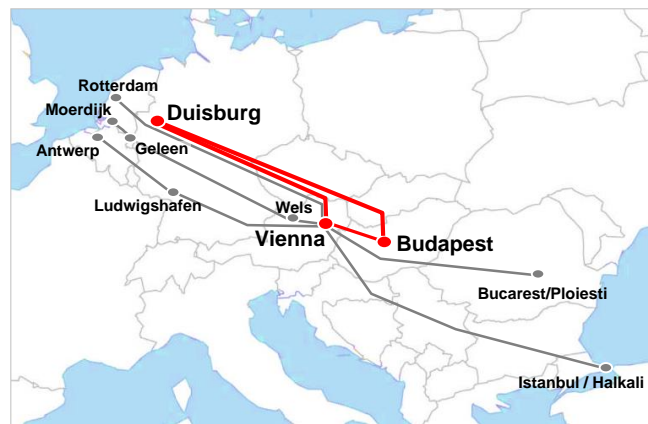 Rotterdam
Moerdijk
Duisburg
Antwerp
Geleen
Ludwigshafen
Wels
Vienna
Budapest
Bucarest/Ploiesti
Istanbul / Halkali